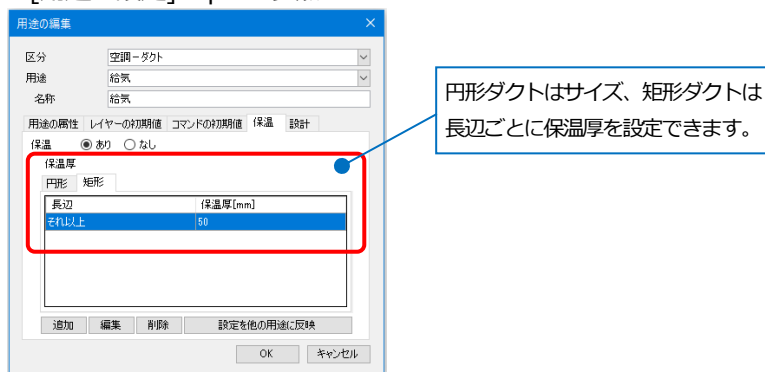 用途の編集
区分 空調－ダクト
用途 給気
名称 給気
用途の属性 レイヤーの初期値 コマンドの初期値 保温 設計
保温 あり なし
保温厚
円形 矩形
長辺 保温厚[mm]
それ以上 50
追加 編集 削除 設定を他の用途に反映
OK キャンセル
円形ダクトはサイズ、矩形ダクトは
長辺ごとに保温厚を設定できます。